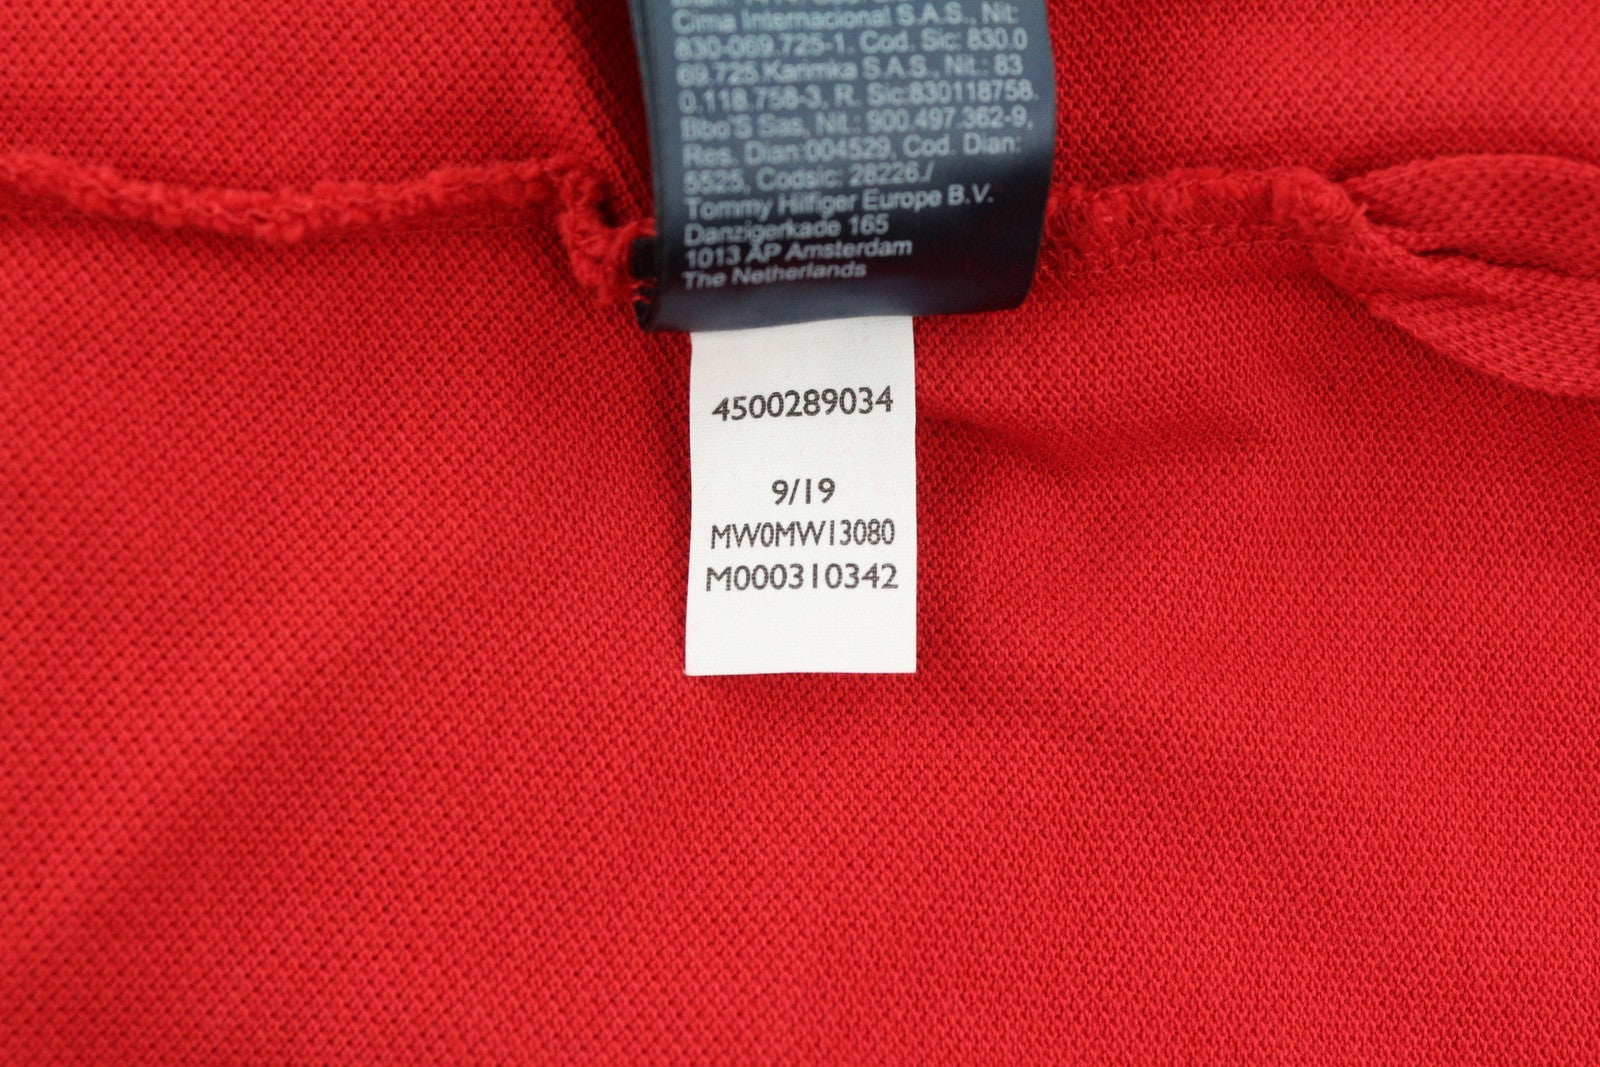 Cima Internacional S.A.S., Nit:
830-069.725-1. Cod. Sic: 830.0
69.725 Karimka S.A.S., Nit.: 83
0.118.758-3, R. Sic:830118758.
Bibo'S Sas, Nit.: 900.497.362-9,
Res. Dian:004529, Cod. Dian:
5525, Codsic: 28226./
Tommy Hilfiger Europe B.V.
Danzigerkade 165
1013 AP Amsterdam
The Netherlands
4500289034
9/19
MW0MW13080
M000310342